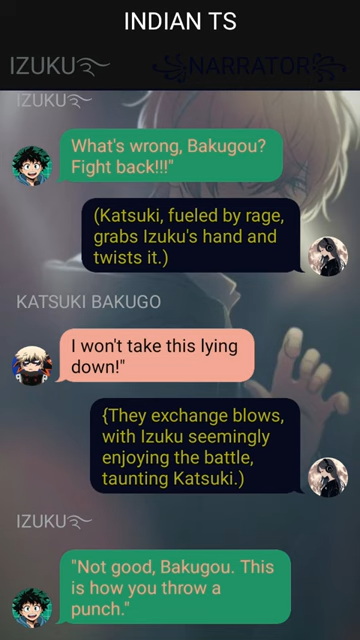 INDIAN TS
IZUKU࿐ ꧁NARRATOR꧂
IZUKU࿐
What's wrong, Bakugou?
Fight back!!!"
(Katsuki, fueled by rage,
grabs Izuku's hand and
twists it.)
KATSUKI BAKUGO
I won't take this lying
down!"
{They exchange blows,
with Izuku seemingly
enjoying the battle,
taunting Katsuki.)
IZUKU࿐
"Not good, Bakugou. This
is how you throw a
punch."